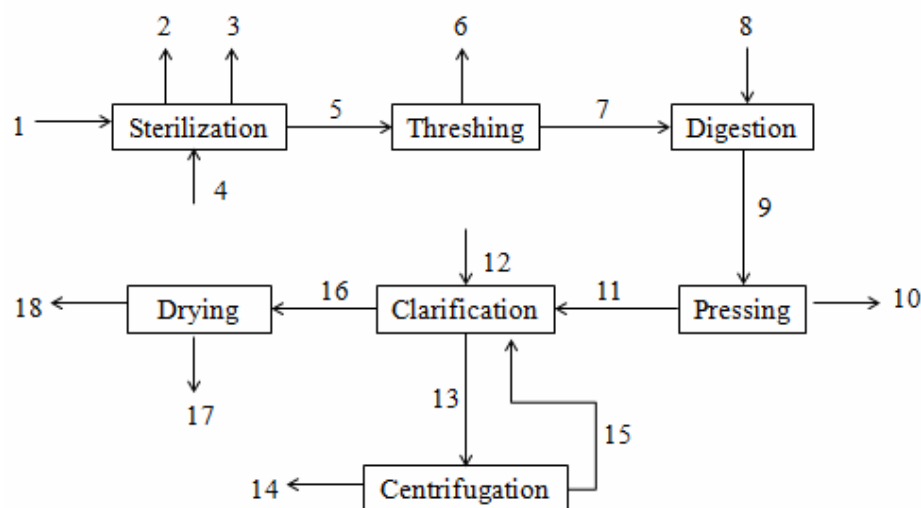 2 3 6 8
1 Sterilization 5 Threshing 7 Digestion
4 9
12
18 Drying 16 Clarification 11 Pressing 10
17 13 15
14 Centrifugation